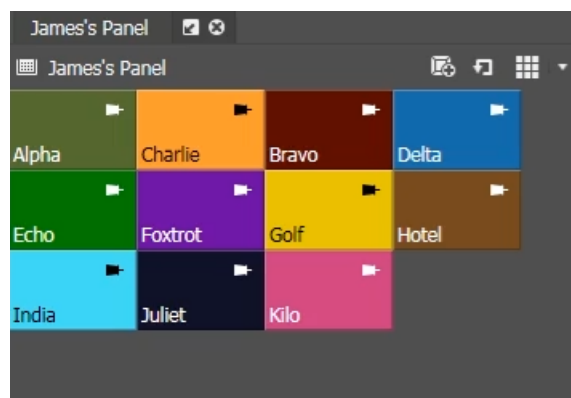 James's Panel
James's Panel
Alpha Charlie Bravo Delta
Echo Foxtrot Golf Hotel
India Juliet Kilo